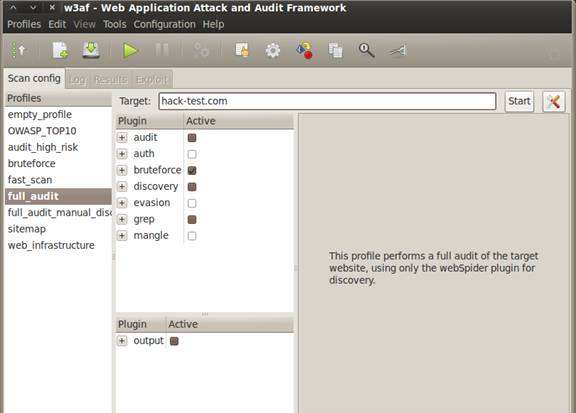 w3af - Web Application Attack and Audit Framework
Profiles Edit View Tools Configuration Help
Scan config Log Results Exploit
Profiles
empty_profile
OWASP_TOP10
audit_high_risk
bruteforce
fast_scan
full_audit
full_audit_manual_disc
sitemap
web_infrastructure
Target: hack-test.com Start
Plugin Active
audit
auth
bruteforce
discovery
evasion
grep
mangle
Plugin Active
output
This profile performs a full audit of the target
website, using only the webSpider plugin for
discovery.